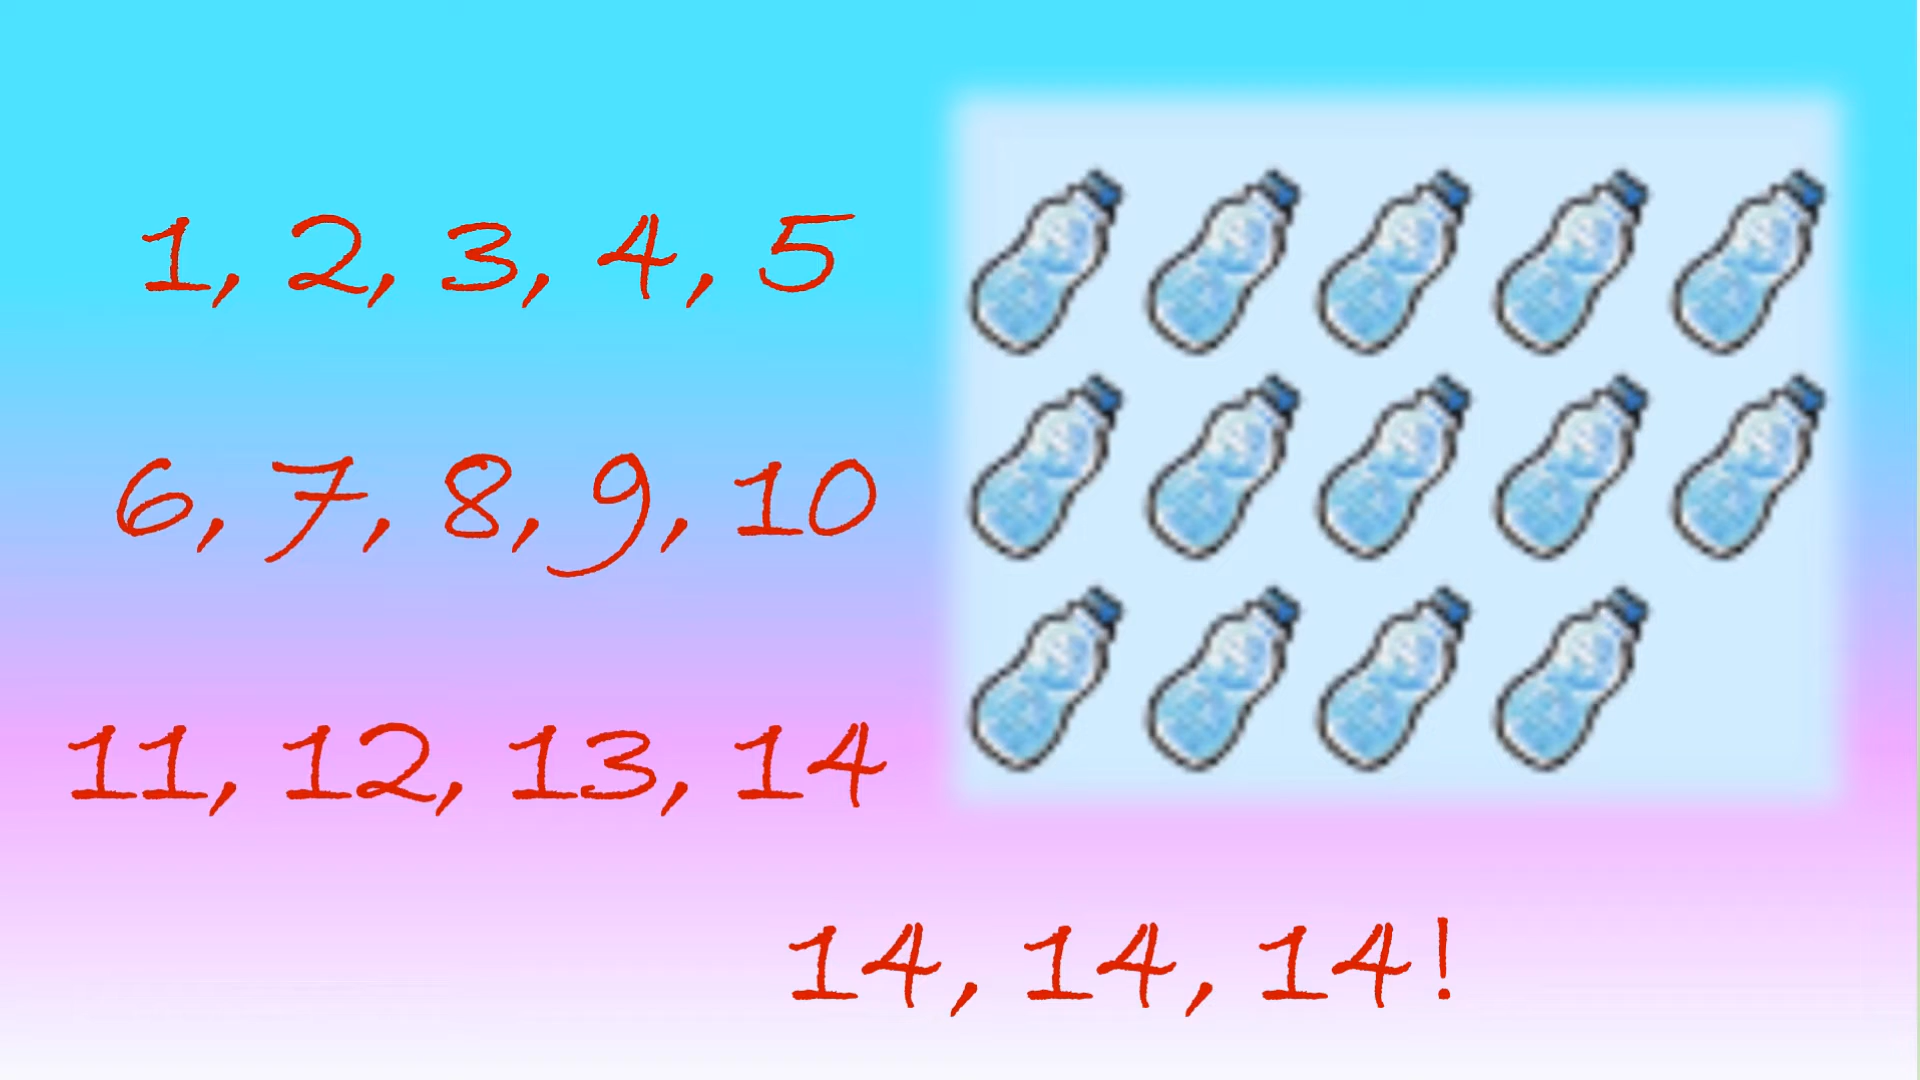 1, 2, 3, 4, 5
6, 7, 8, 9, 10
11, 12, 13, 14
14, 14, 14!